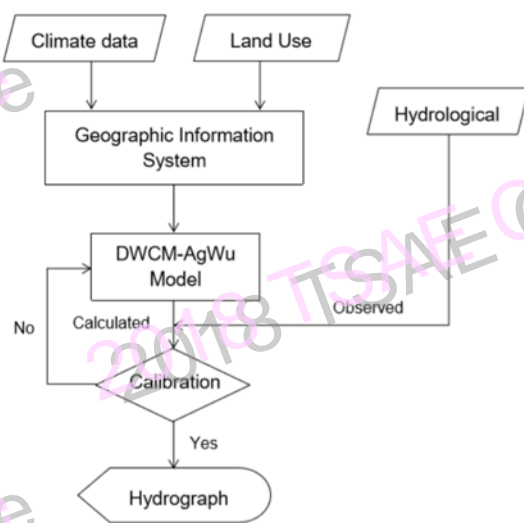 Climate data
Land Use
Hydrological
Geographic Information
System
DWCM-AgWu
Model
No
Calculated
Observed
Calibration
Yes
Hydrograph
2018 TSAE